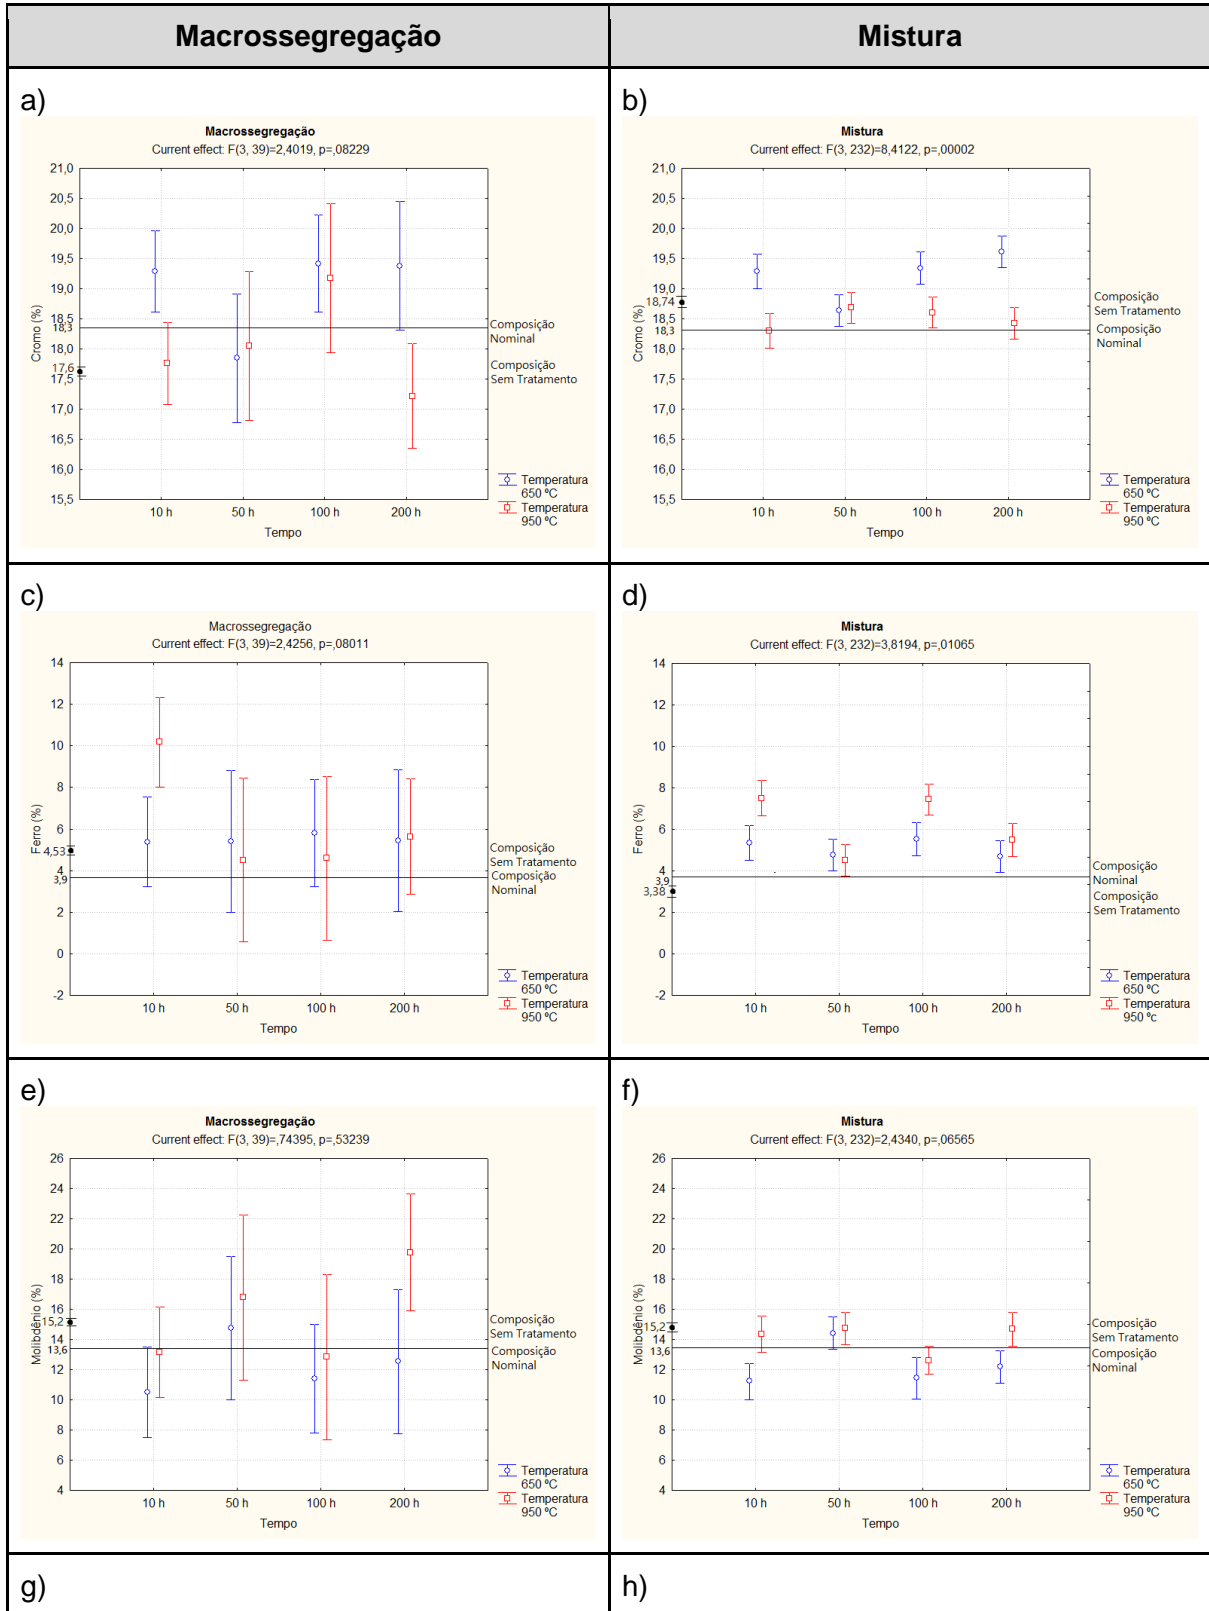 Macrossegregação
Mistura
a)
Macrossegregação
Current effect: F(3, 39)=2,4019, p=,08229
21,0
20,5
20,0
19,5
19,0
18,5
18,3
18,0
17,6
17,5
17,0
16,5
16,0
15,5
Cromo (%)
10 h 50 h 100 h 200 h
Tempo
Composição
Nominal
Composição
Sem Tratamento
Temperatura
650 ºC
Temperatura
950 ºC
b)
Mistura
Current effect: F(3, 232)=8,4122, p=,00002
21,0
20,5
20,0
19,5
19,0
18,74
18,5
18,3
18,0
17,5
17,0
16,5
16,0
15,5
Cromo (%)
10 h 50 h 100 h 200 h
Tempo
Composição
Sem Tratamento
Composição
Nominal
Temperatura
650 ºC
Temperatura
950 ºC
c)
Macrossegregação
Current effect: F(3, 39)=2,4256, p=,08011
14
12
10
8
6
4,53
4
3,9
2
0
-2
Ferro (%)
10 h 50 h 100 h 200 h
Tempo
Composição
Sem Tratamento
Composição
Nominal
Temperatura
650 ºC
Temperatura
950 ºC
d)
Mistura
Current effect: F(3, 232)=3,8194, p=,01065
14
12
10
8
6
4
3,9
3,38
2
0
-2
Ferro (%)
10 h 50 h 100 h 200 h
Tempo
Composição
Nominal
Composição
Sem Tratamento
Temperatura
650 ºC
Temperatura
950 ºc
e)
Macrossegregação
Current effect: F(3, 39)=,74395, p=,53239
26
24
22
20
18
16
15,2
14
13,6
12
10
8
6
4
Molibdênio (%)
10 h 50 h 100 h 200 h
Tempo
Composição
Sem Tratamento
Composição
Nominal
Temperatura
650 ºC
Temperatura
950 ºC
f)
Mistura
Current effect: F(3, 232)=2,4340, p=,06565
26
24
22
20
18
16
15,2
14
13,6
12
10
8
6
4
Molibdênio (%)
10 h 50 h 100 h 200 h
Tempo
Composição
Sem Tratamento
Composição
Nominal
Temperatura
650 ºC
Temperatura
950 ºC
g)
h)